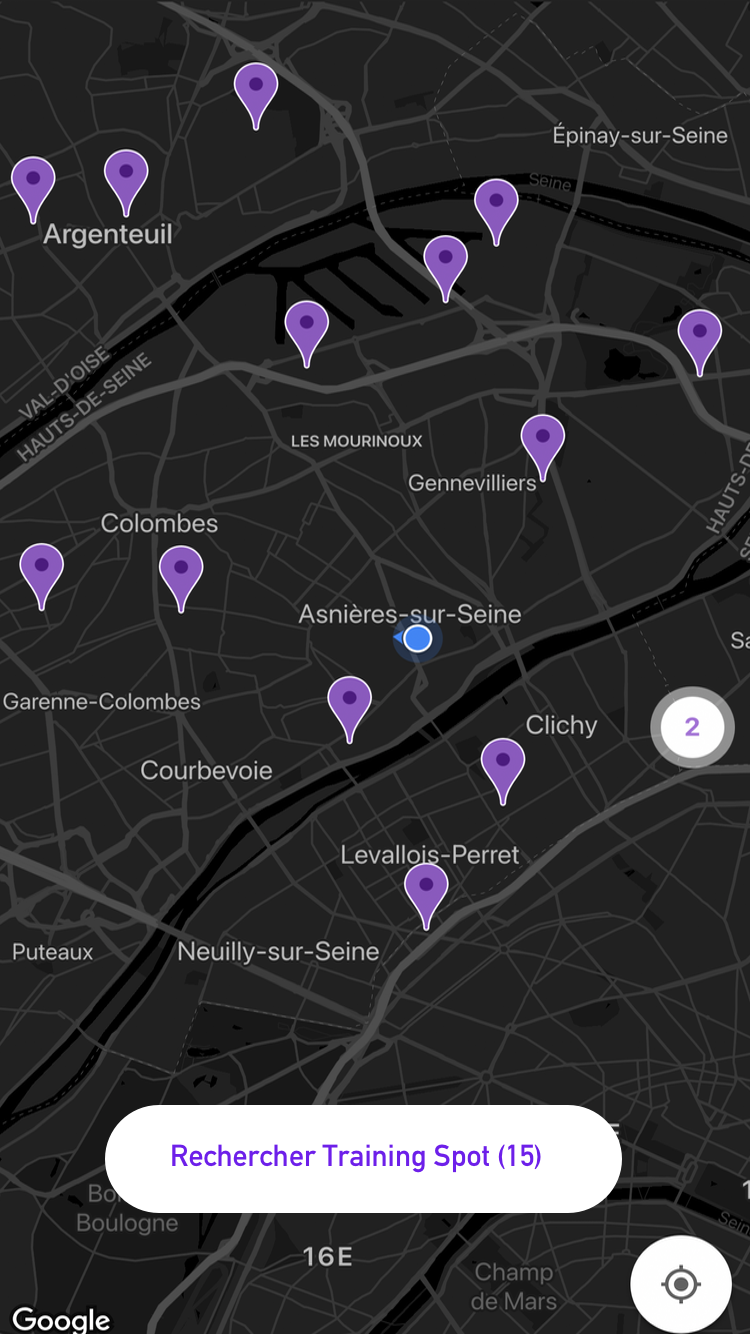 Épinay-sur-Seine
Seine
Argenteuil
VAL-D'OISE
HAUTS-DE-SEINE
LES MOURINOUX
Gennevilliers
HAUTS-DE
Colombes
Asnières-sur-Seine
Sa
Garenne-Colombes
Clichy
2
Courbevoie
Levallois-Perret
Puteaux
Neuilly-sur-Seine
Rechercher Training Spot (15)
Boulogne
Sein
16E
Champ
de Mars
Google